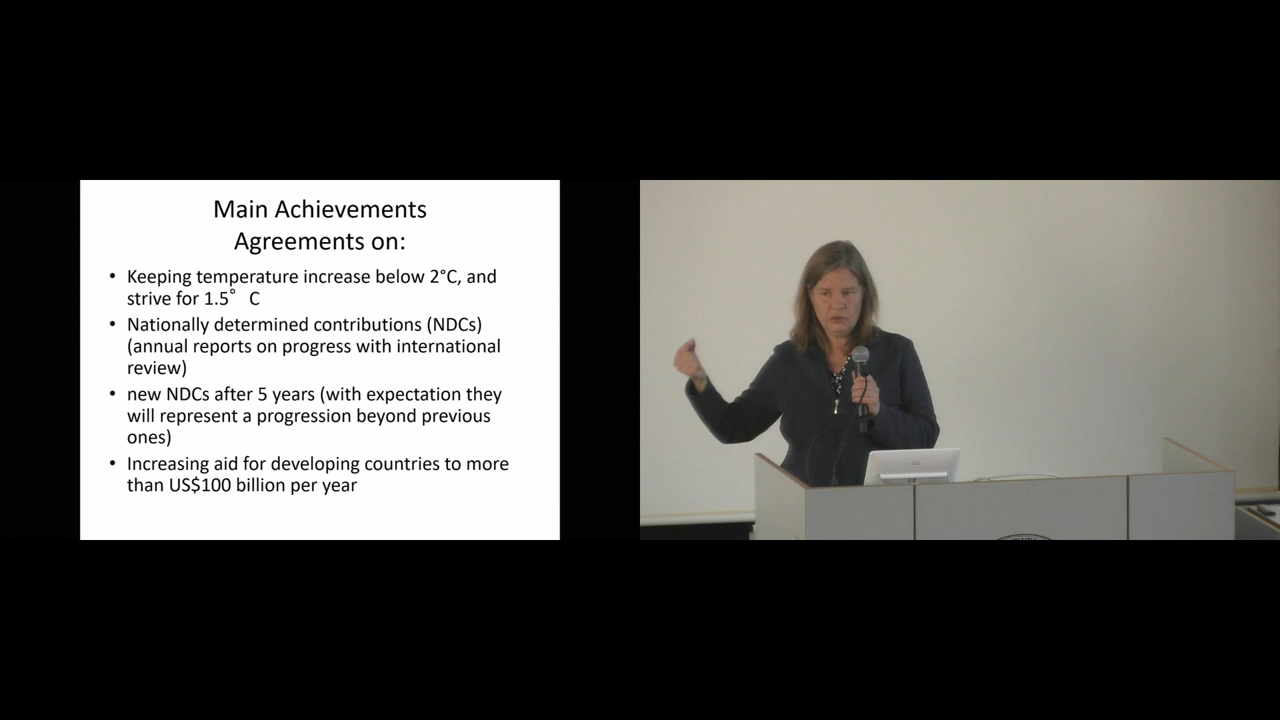 Main Achievements
Agreements on:
• Keeping temperature increase below 2°C, and
strive for 1.5° C
• Nationally determined contributions (NDCs)
(annual reports on progress with international
review)
• new NDCs after 5 years (with expectation they
will represent a progression beyond previous
ones)
• Increasing aid for developing countries to more
than US$100 billion per year